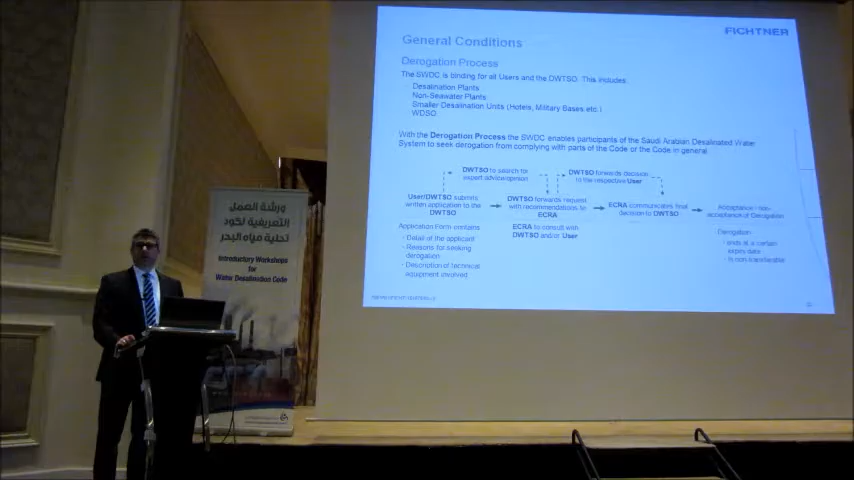 FICHTNER
General Conditions
Derogation Process
The SWDC is binding for all Users and the DWTSO. This includes:
Desalination Plants
Non-Seawater Plants
Smaller Desalination Units (Hotels, Military Bases etc.)
WDSO
With the Derogation Process the SWDC enables participants of the Saudi Arabian Desalinated Water
System to seek derogation from complying with parts of the Code or the Code in general.
DWTSO to search for
expert advice/opinion
DWTSO forwards decision
to the respective User
User/DWTSO submits
written application to the
DWTSO
DWTSO forwards request
with recommendations to
ECRA
ECRA communicates final
decision to DWTSO
Acceptance / non-
acceptance of Derogation
Application Form contains
- Detail of the applicant
- Reasons for seeking
derogation
- Description of technical
equipment involved
ECRA to consult with
DWTSO and/or User
Derogation
- ends at a certain
expiry date
- is non transferable
ورشة العمل
التعريفية لكود
تحلية مياه البحر
Introductory Workshops
for
Water Desalination Code